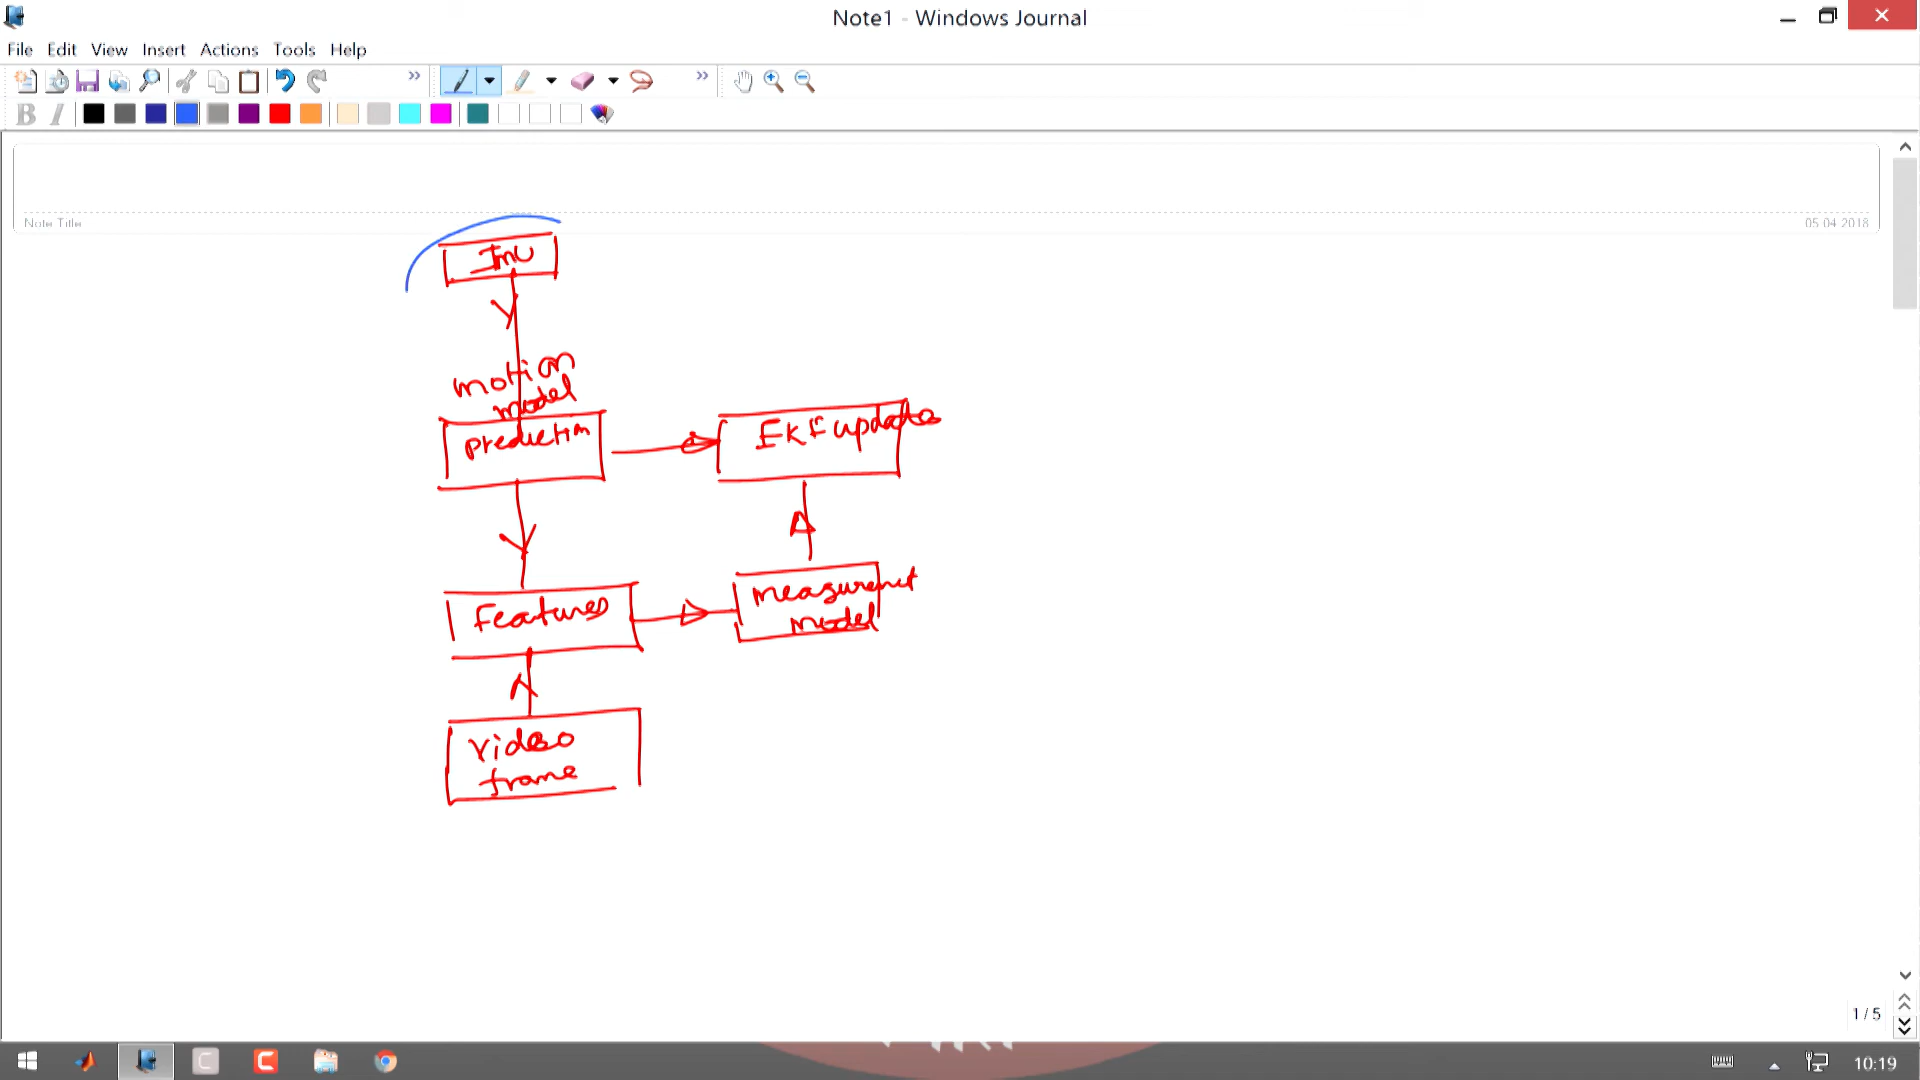 Note1 - Windows Journal
File Edit View Insert Actions Tools Help
B I
Note Title
05-04-2018
Imu
motion
model
prediction
EKF update
Features
measuremet
model
video
frame
1 / 5
10:19